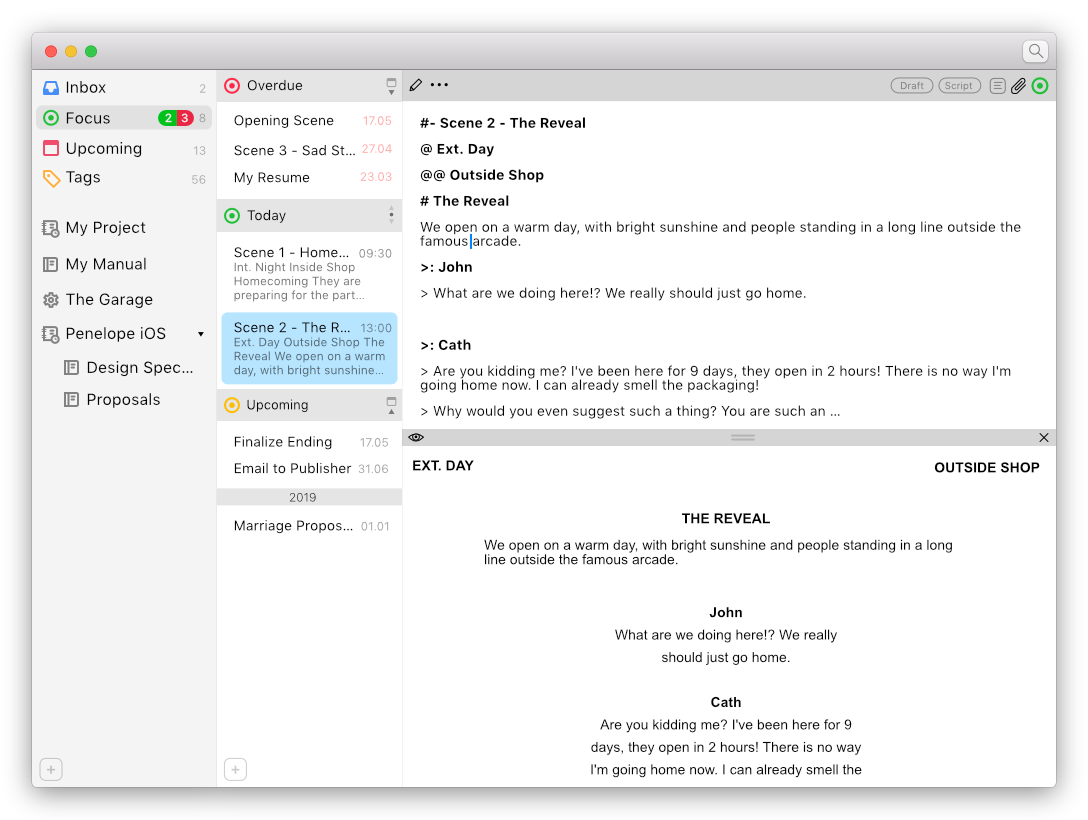 Inbox 2
Focus 2 3 8
Upcoming 13
Tags 56
My Project
My Manual
The Garage
Penelope iOS
Design Spec...
Proposals
Overdue
Opening Scene 17.05
Scene 3 - Sad St... 27.04
My Resume 23.03
Today
Scene 1 - Home... 09:30
Int. Night Inside Shop
Homecoming They are
preparing for the part...
Scene 2 - The R... 13:00
Ext. Day Outside Shop The
Reveal We open on a warm
day, with bright sunshine...
Upcoming
Finalize Ending 17.05
Email to Publisher 31.06
2019
Marriage Propos... 01.01
Draft Script
#- Scene 2 - The Reveal
@ Ext. Day
@@ Outside Shop
# The Reveal
We open on a warm day, with bright sunshine and people standing in a long line outside the
famous arcade.
>: John
> What are we doing here!? We really should just go home.
>: Cath
> Are you kidding me? I've been here for 9 days, they open in 2 hours! There is no way I'm
going home now. I can already smell the packaging!
> Why would you even suggest such a thing? You are such an ...
EXT. DAY
OUTSIDE SHOP
THE REVEAL
We open on a warm day, with bright sunshine and people standing in a long
line outside the famous arcade.
John
What are we doing here!? We really
should just go home.
Cath
Are you kidding me? I've been here for 9
days, they open in 2 hours! There is no way
I'm going home now. I can already smell the